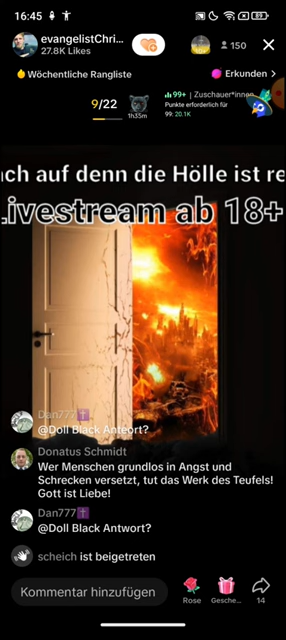 16:45
89
evangelistChri...
27.8K Likes
150
Wöchentliche Rangliste
Erkunden >
9/22
1h35m
99+ | Zuschauer*innen
Punkte erforderlich für
99: 20.1K
ch auf denn die Hölle ist re
Livestream ab 18+
Dan777✝️
@Doll Black Anteort?
Donatus Schmidt
Wer Menschen grundlos in Angst und
Schrecken versetzt, tut das Werk des Teufels!
Gott ist Liebe!
Dan777✝️
@Doll Black Antwort?
scheich ist beigetreten
Kommentar hinzufügen
Rose
Gesche...
14